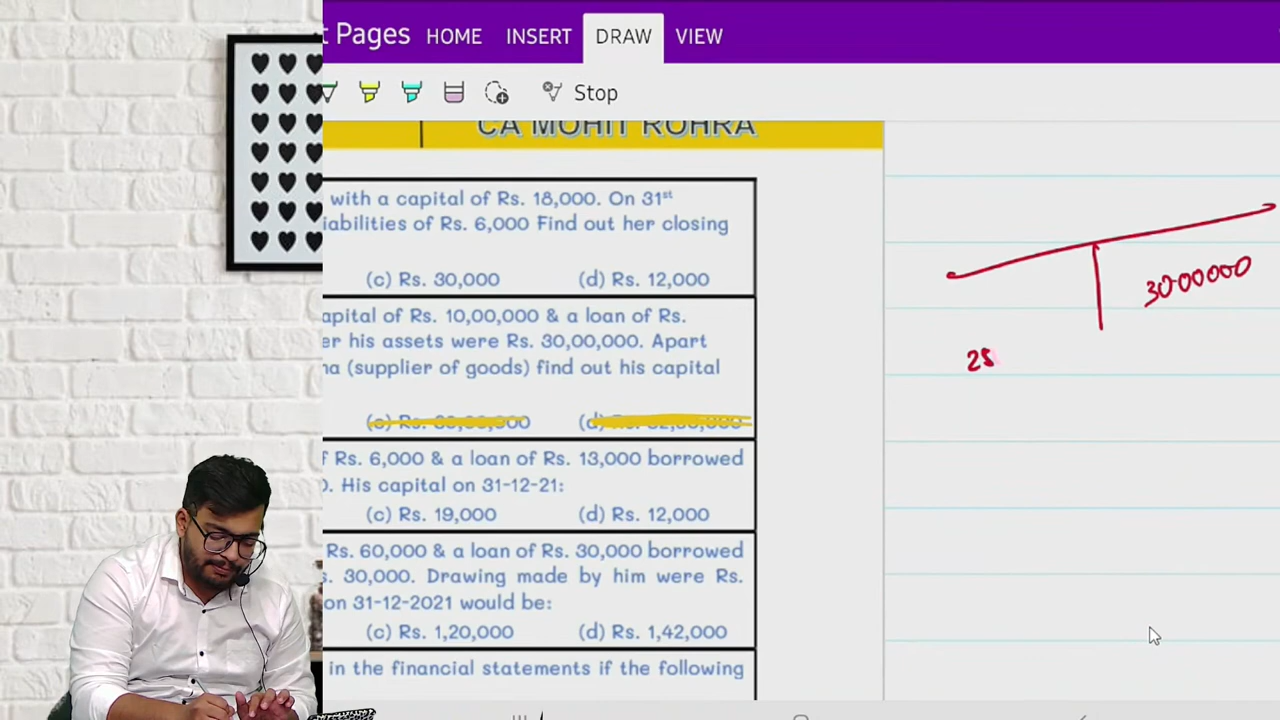 t Pages HOME INSERT DRAW VIEW
Stop
CA MOHIT ROHRA
with a capital of Rs. 18,000. On 31st
iabilities of Rs. 6,000 Find out her closing
(c) Rs. 30,000 (d) Rs. 12,000
apital of Rs. 10,00,000 & a loan of Rs.
er his assets were Rs. 30,00,000. Apart
na (supplier of goods) find out his capital
(d)
f Rs. 6,000 & a loan of Rs. 13,000 borrowed
0. His capital on 31-12-21:
(c) Rs. 19,000 (d) Rs. 12,000
Rs. 60,000 & a loan of Rs. 30,000 borrowed
s. 30,000. Drawing made by him were Rs.
on 31-12-2021 would be:
(c) Rs. 1,20,000 (d) Rs. 1,42,000
in the financial statements if the following
3000000
25